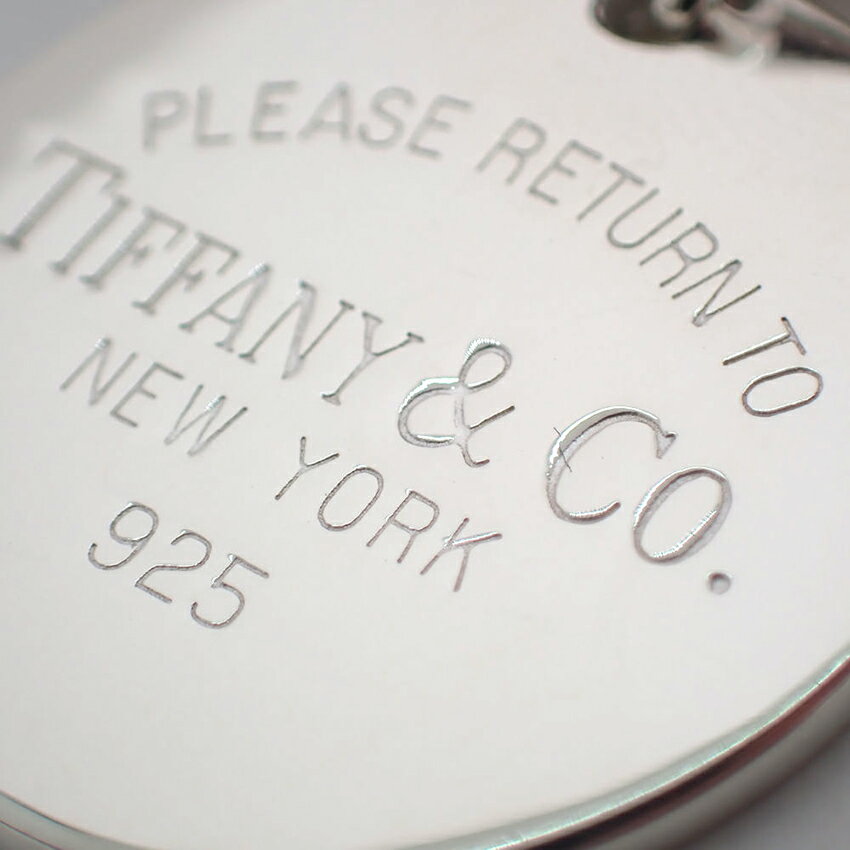 PLEASE RETURN TO
TIFFANY & CO.
NEW YORK
925